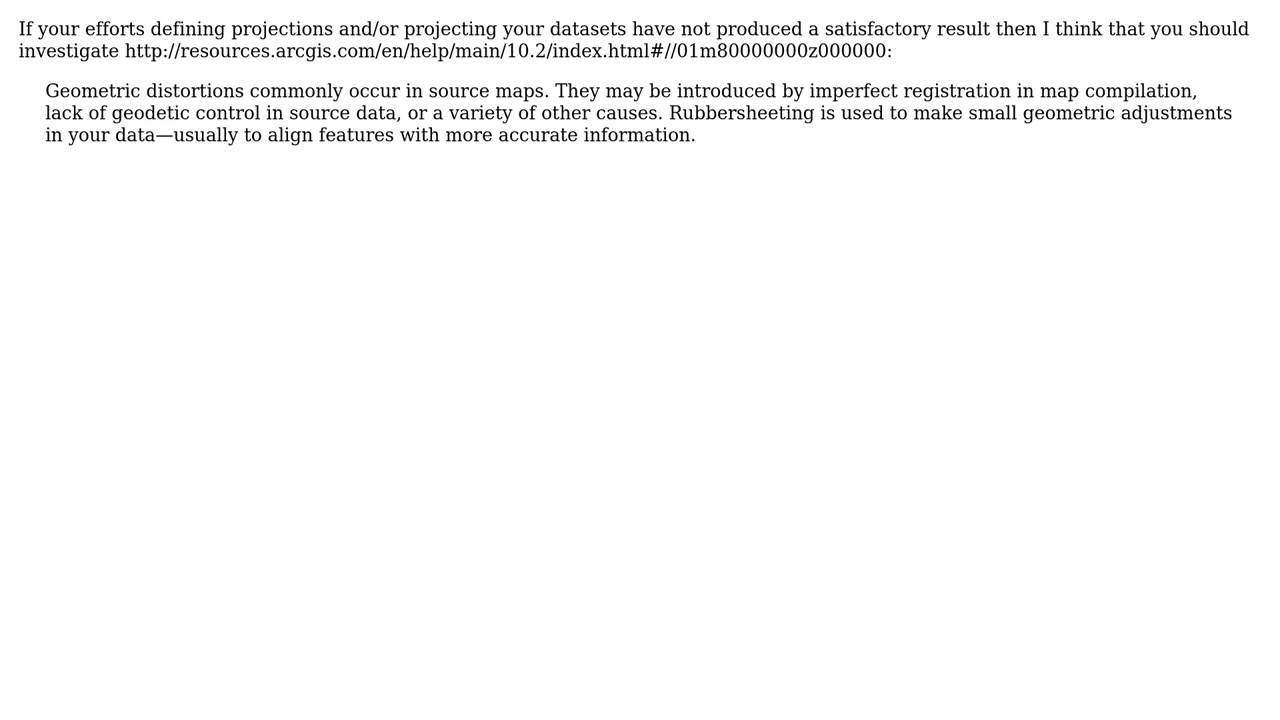 If your efforts defining projections and/or projecting your datasets have not produced a satisfactory result then I think that you should
investigate http://resources.arcgis.com/en/help/main/10.2/index.html#//01m80000000z000000:
Geometric distortions commonly occur in source maps. They may be introduced by imperfect registration in map compilation,
lack of geodetic control in source data, or a variety of other causes. Rubbersheeting is used to make small geometric adjustments
in your data—usually to align features with more accurate information.